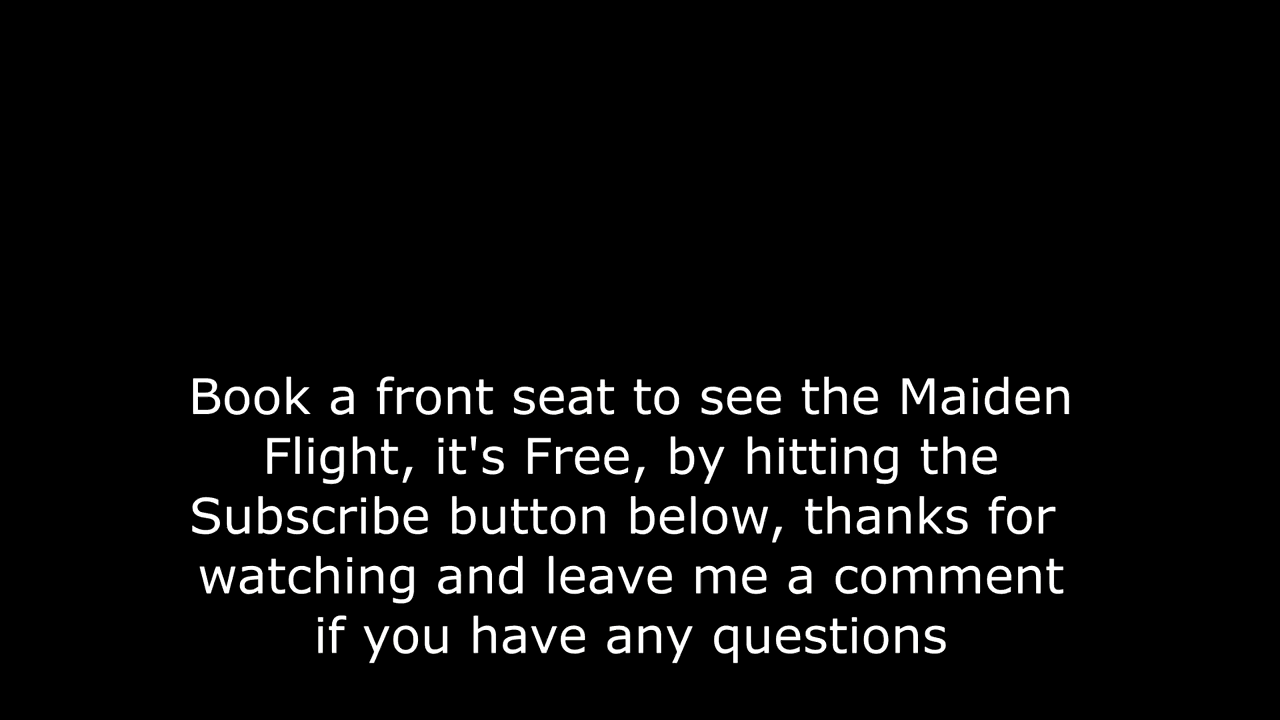 Book a front seat to see the Maiden
Flight, it's Free, by hitting the
Subscribe button below, thanks for
watching and leave me a comment
if you have any questions